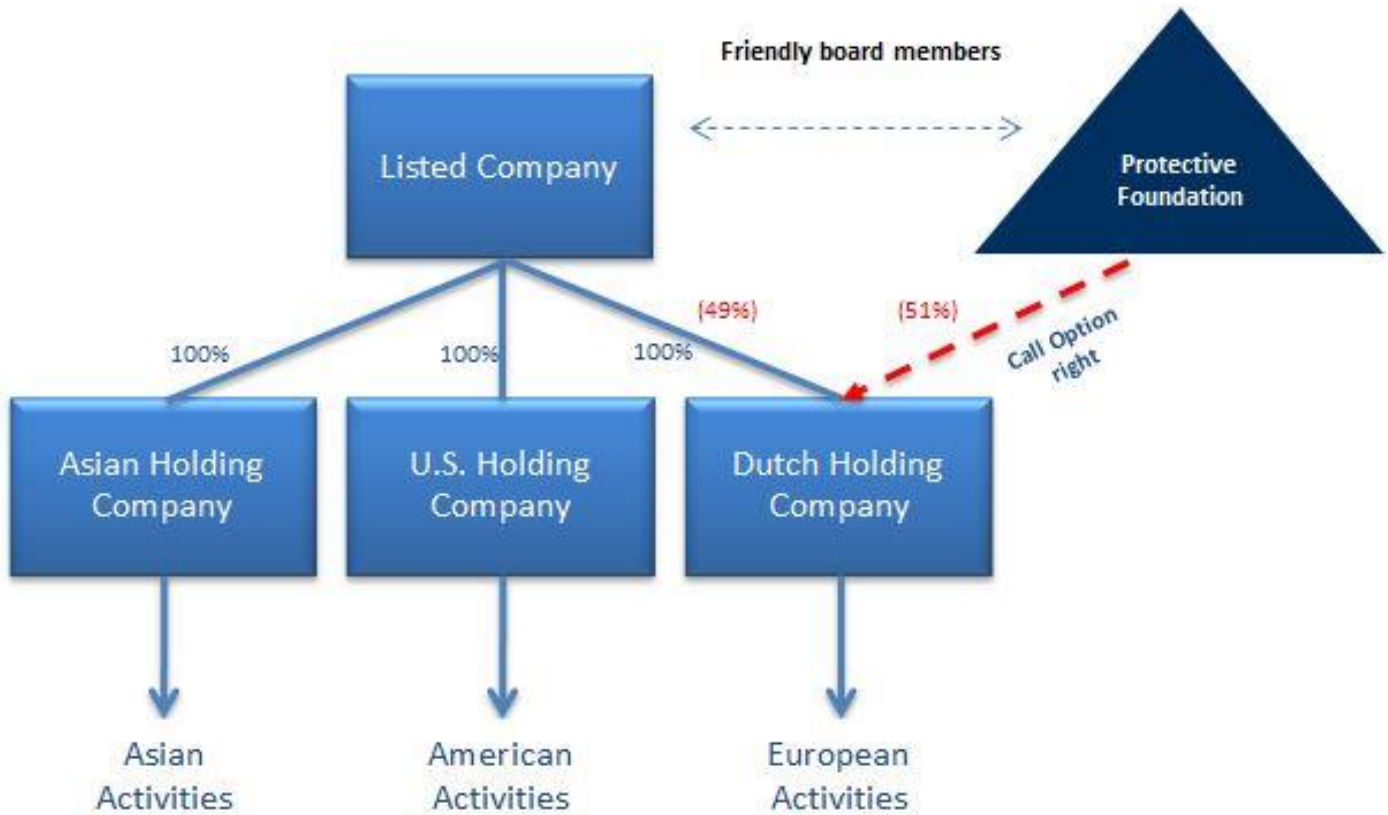 Friendly board members
Listed Company
Protective
Foundation
(49%)
(51%)
100%
100%
100%
Call Option
right
Asian Holding
Company
U.S. Holding
Company
Dutch Holding
Company
Asian
Activities
American
Activities
European
Activities